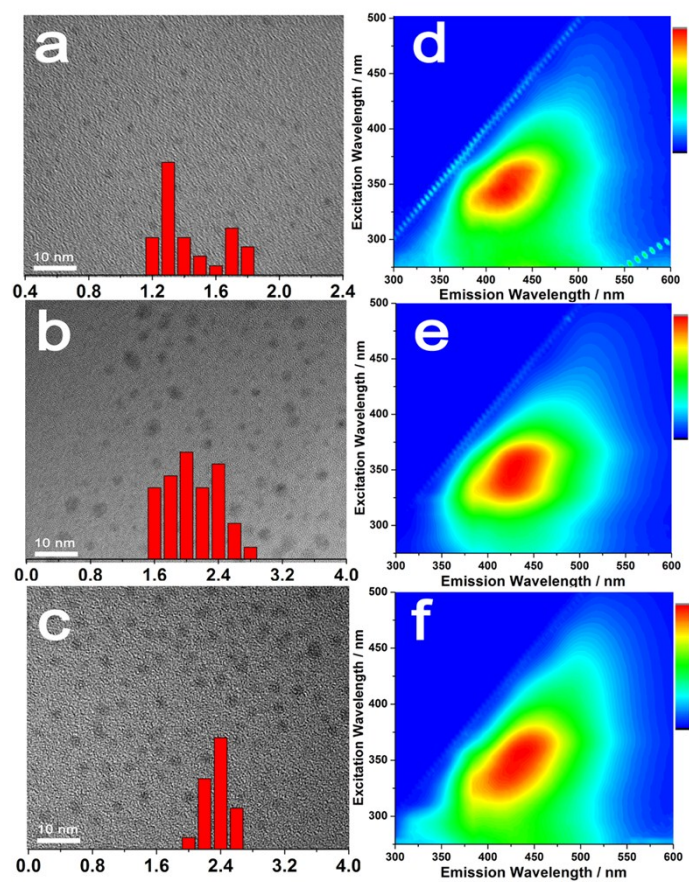 a
10 nm
0.4 0.8 1.2 1.6 2.0 2.4
d
Excitation Wavelength / nm
500
450
400
350
300
300 350 400 450 500 550 600
Emission Wavelength / nm
b
10 nm
0.0 0.8 1.6 2.4 3.2 4.0
e
Excitation Wavelength / nm
500
450
400
350
300
300 350 400 450 500 550 600
Emission Wavelength / nm
c
10 nm
0.0 0.8 1.6 2.4 3.2 4.0
f
Excitation Wavelength / nm
500
450
400
350
300
300 350 400 450 500 550 600
Emission Wavelength / nm